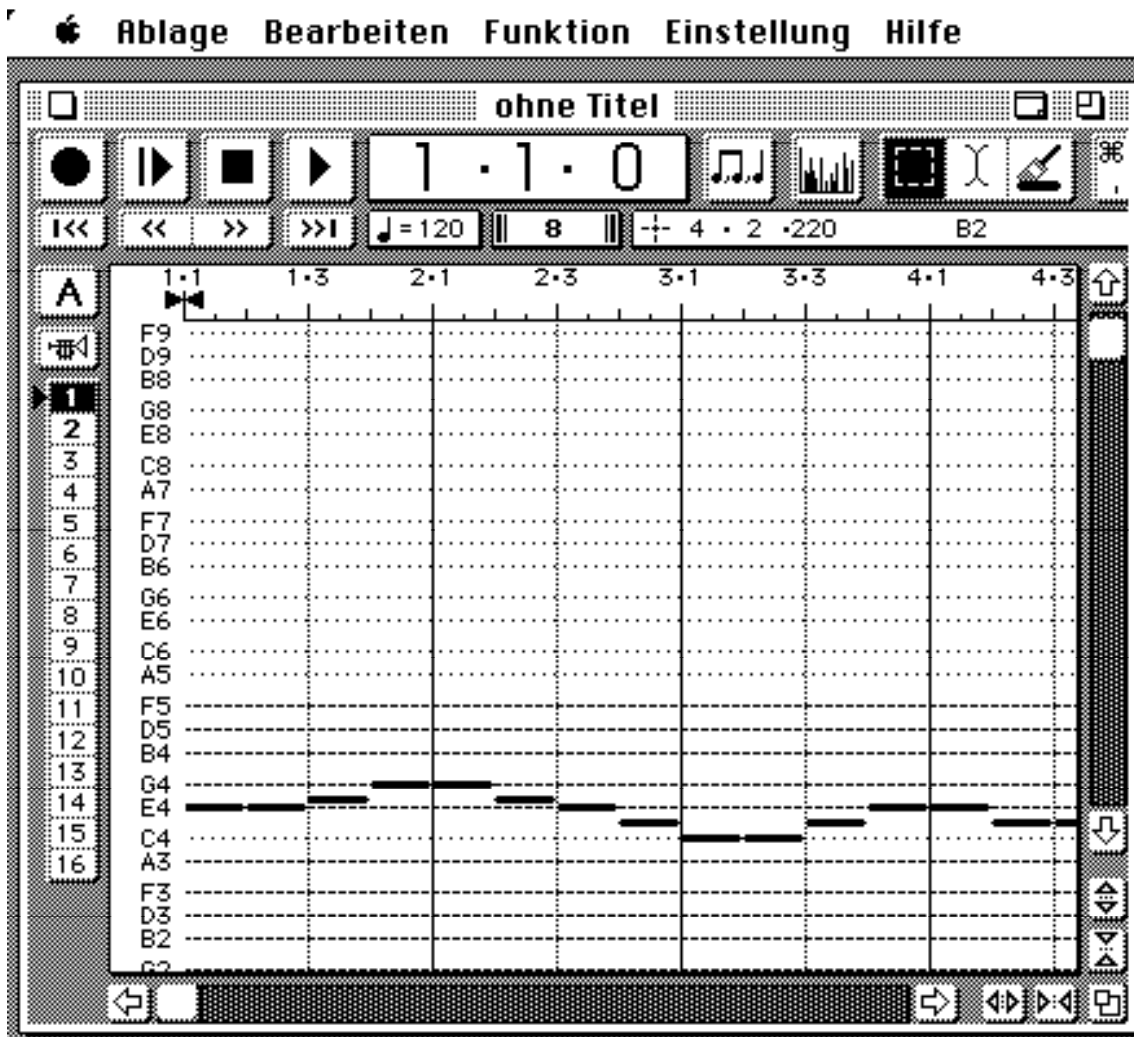 Ablage Bearbeiten Funktion Einstellung Hilfe
ohne Titel
1·1·0
⌘
I<< << >> >>I = 120 8 4 · 2 ·220 B2
A
1·1 1·3 2·1 2·3 3·1 3·3 4·1 4·3
F9
D9
B8
G8
E8
C8
A7
F7
D7
B6
G6
E6
C6
A5
F5
D5
B4
G4
E4
C4
A3
F3
D3
B2
1
2
3
4
5
6
7
8
9
10
11
12
13
14
15
16